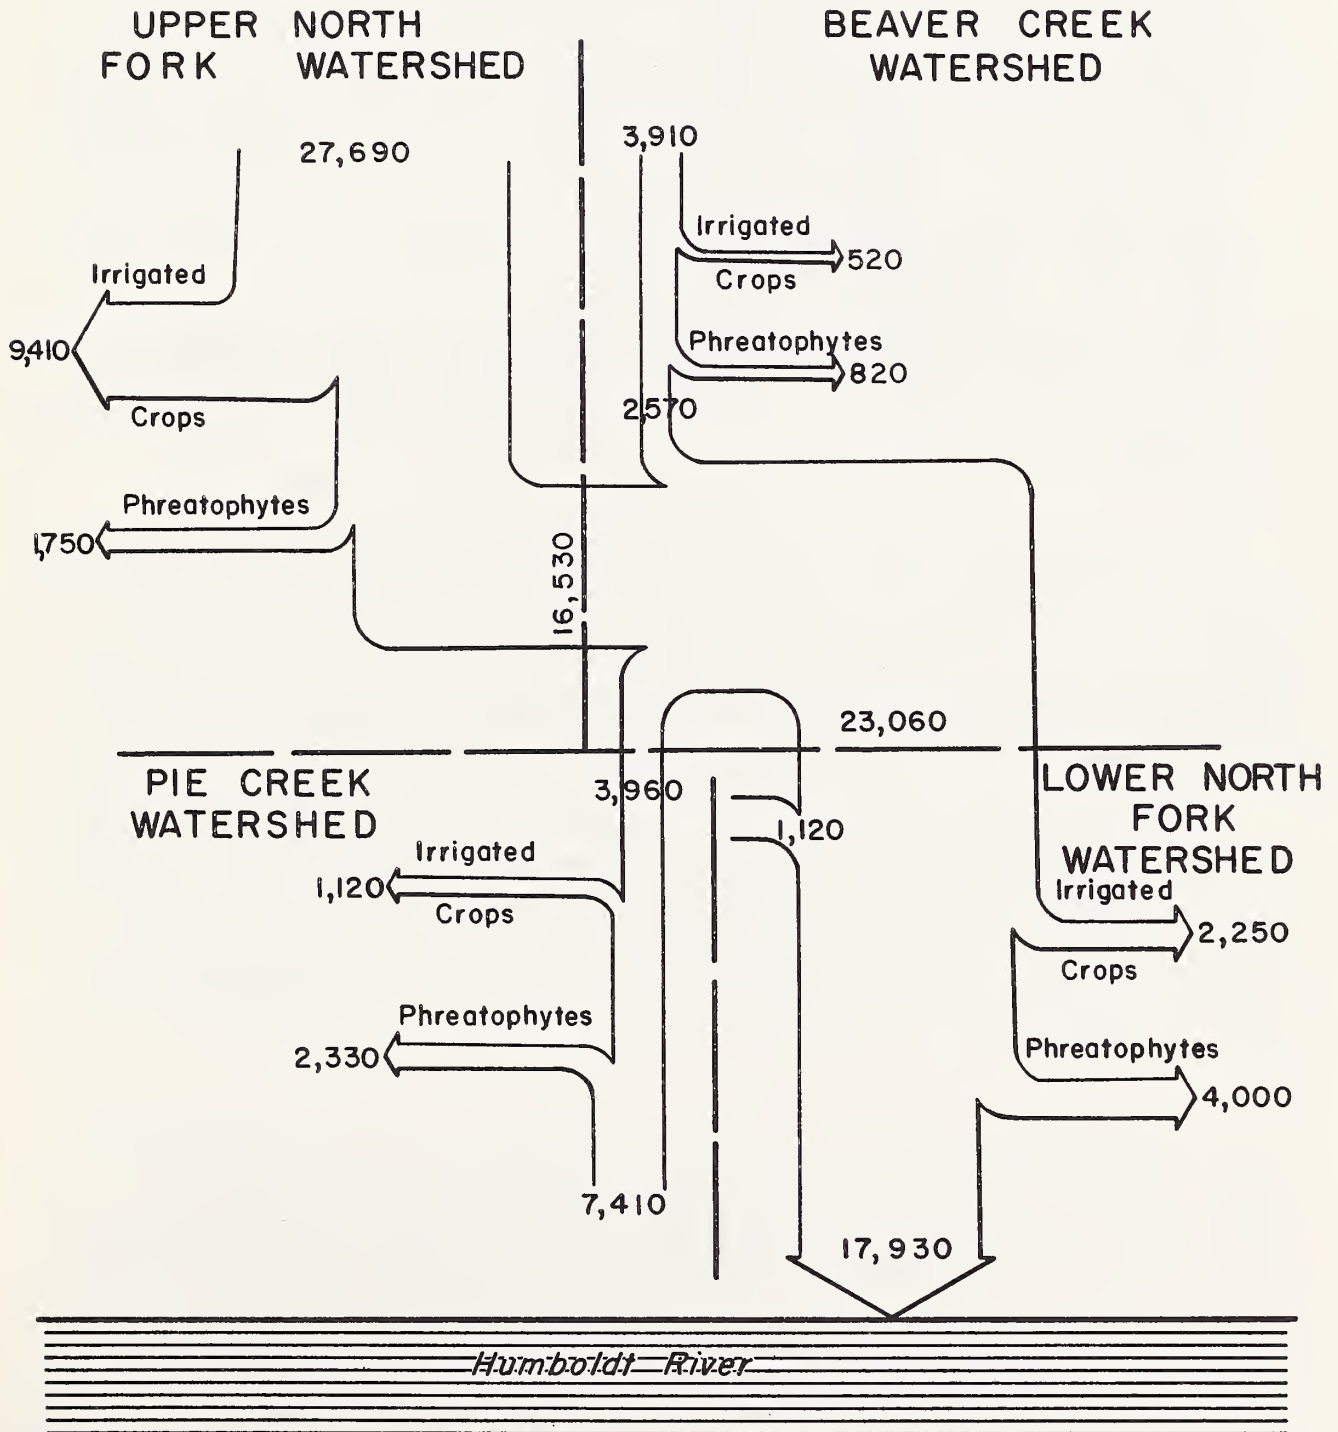 UPPER NORTH
FORK WATERSHED
BEAVER CREEK
WATERSHED
27,690
3,910
Irrigated
520
Crops
Irrigated
9,410
Crops
Phreatophytes
820
2,570
Phreatophytes
1,750
16,530
23,060
PIE CREEK
WATERSHED
LOWER NORTH
FORK
WATERSHED
3,960
1,120
Irrigated
1,120
Crops
Irrigated
2,250
Crops
Phreatophytes
2,330
Phreatophytes
4,000
7,410
17,930
Humboldt River